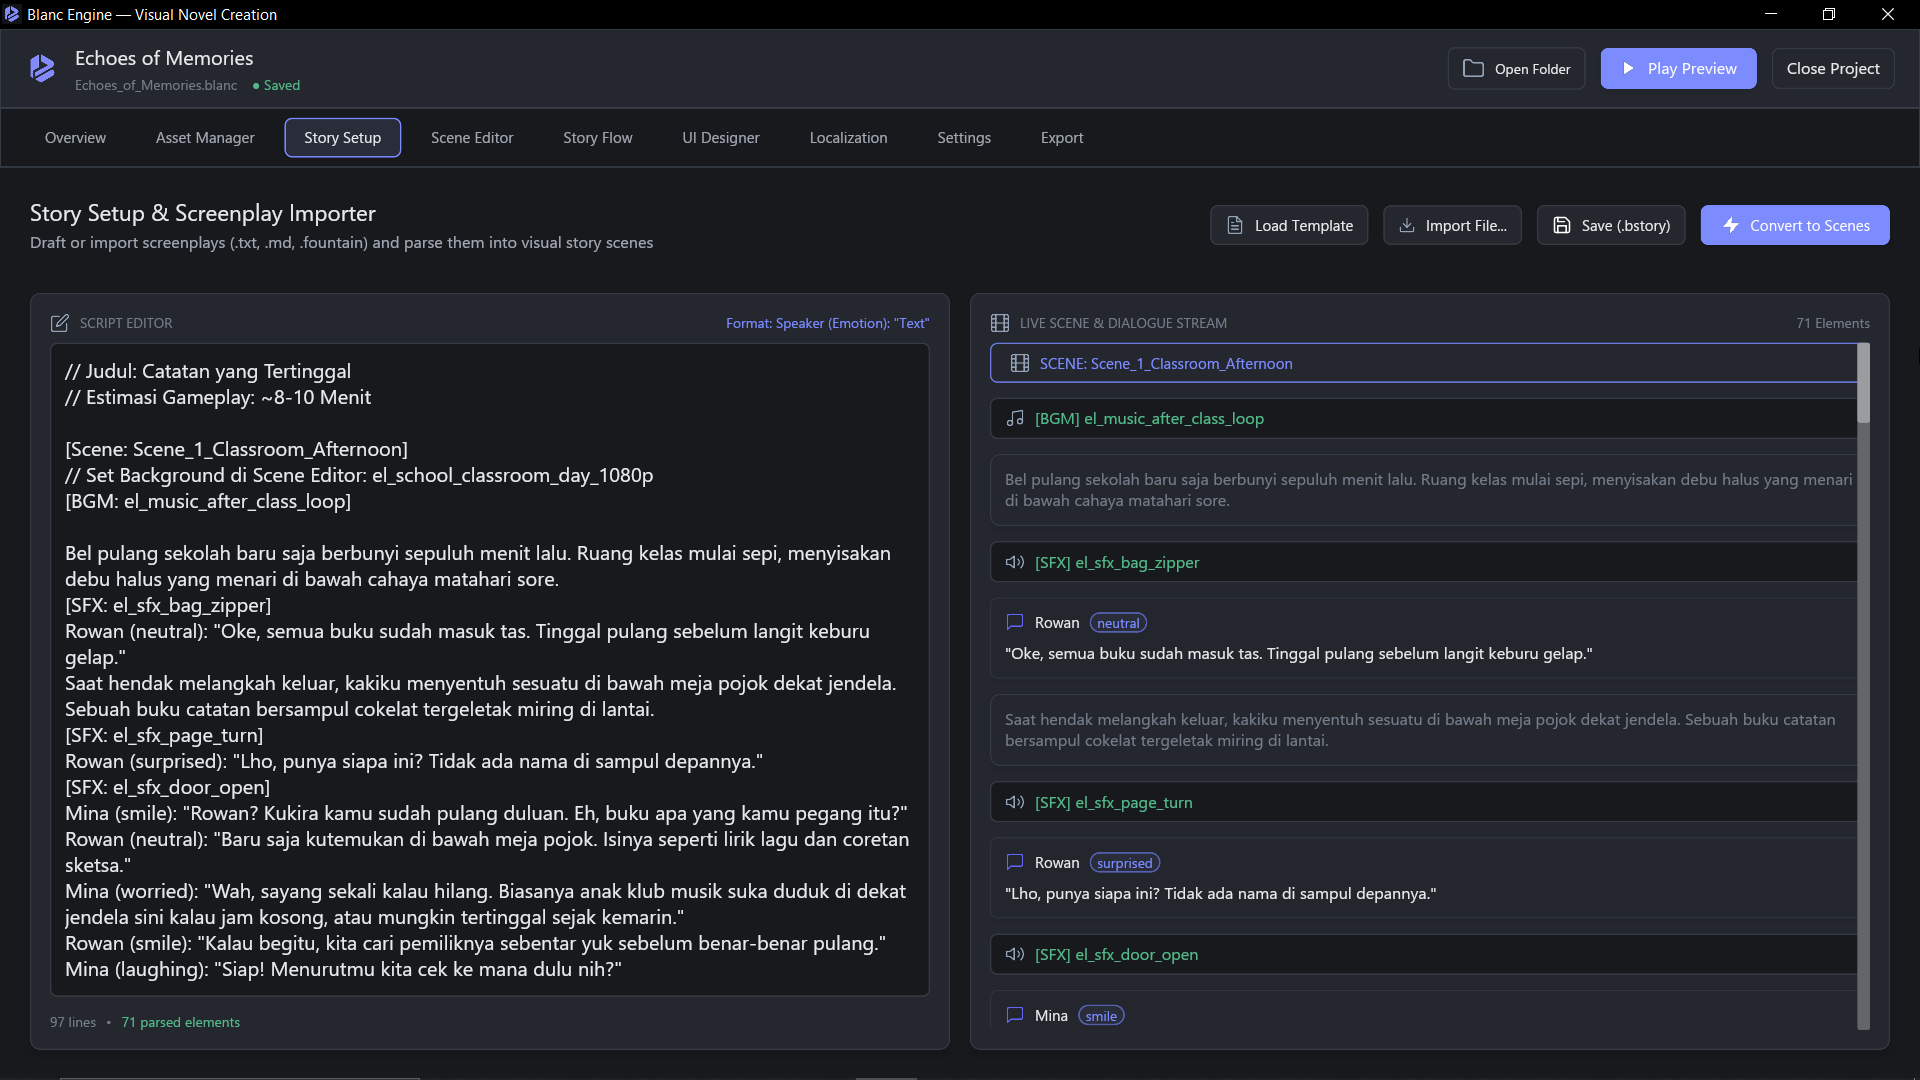 Blanc Engine — Visual Novel Creation
Echoes of Memories
Echoes_of_Memories.blanc
Saved
Open Folder
Play Preview
Close Project
Overview
Asset Manager
Story Setup
Scene Editor
Story Flow
UI Designer
Localization
Settings
Export
Story Setup & Screenplay Importer
Draft or import screenplays (.txt, .md, .fountain) and parse them into visual story scenes
Load Template
Import File...
Save (.bstory)
Convert to Scenes
SCRIPT EDITOR
Format: Speaker (Emotion): "Text"
// Judul: Catatan yang Tertinggal
// Estimasi Gameplay: ~8-10 Menit
[Scene: Scene_1_Classroom_Afternoon]
// Set Background di Scene Editor: el_school_classroom_day_1080p
[BGM: el_music_after_class_loop]
Bel pulang sekolah baru saja berbunyi sepuluh menit lalu. Ruang kelas mulai sepi, menyisakan
debu halus yang menari di bawah cahaya matahari sore.
[SFX: el_sfx_bag_zipper]
Rowan (neutral): "Oke, semua buku sudah masuk tas. Tinggal pulang sebelum langit keburu
gelap."
Saat hendak melangkah keluar, kakiku menyentuh sesuatu di bawah meja pojok dekat jendela.
Sebuah buku catatan bersampul cokelat tergeletak miring di lantai.
[SFX: el_sfx_page_turn]
Rowan (surprised): "Lho, punya siapa ini? Tidak ada nama di sampul depannya."
[SFX: el_sfx_door_open]
Mina (smile): "Rowan? Kukira kamu sudah pulang duluan. Eh, buku apa yang kamu pegang itu?"
Rowan (neutral): "Baru saja kutemukan di bawah meja pojok. Isinya seperti lirik lagu dan coretan
sketsa."
Mina (worried): "Wah, sayang sekali kalau hilang. Biasanya anak klub musik suka duduk di dekat
jendela sini kalau jam kosong, atau mungkin tertinggal sejak kemarin."
Rowan (smile): "Kalau begitu, kita cari pemiliknya sebentar yuk sebelum benar-benar pulang."
Mina (laughing): "Siap! Menurutmu kita cek ke mana dulu nih?"
97 lines • 71 parsed elements
LIVE SCENE & DIALOGUE STREAM
71 Elements
SCENE: Scene_1_Classroom_Afternoon
[BGM] el_music_after_class_loop
Bel pulang sekolah baru saja berbunyi sepuluh menit lalu. Ruang kelas mulai sepi, menyisakan debu halus yang menari
di bawah cahaya matahari sore.
[SFX] el_sfx_bag_zipper
Rowan neutral
"Oke, semua buku sudah masuk tas. Tinggal pulang sebelum langit keburu gelap."
Saat hendak melangkah keluar, kakiku menyentuh sesuatu di bawah meja pojok dekat jendela. Sebuah buku catatan
bersampul cokelat tergeletak miring di lantai.
[SFX] el_sfx_page_turn
Rowan surprised
"Lho, punya siapa ini? Tidak ada nama di sampul depannya."
[SFX] el_sfx_door_open
Mina smile